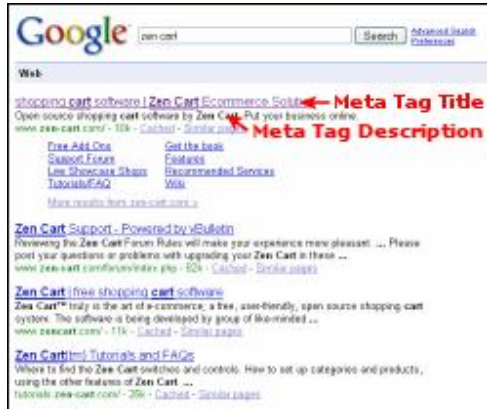 Google zen cart Search Advanced Search
Preferences
Web
shopping cart software | Zen Cart Ecommerce Solut Meta Tag Title
Open source shopping cart software by Zen Cart. Put your business online.
www.zen-cart.com/ - 10k - Cached - Similar pages
Meta Tag Description
Free Add Ons Get the book
Support Forum Features
Live Showcase Shops Recommended Services
Tutorials/FAQ Wiki
More results from zen-cart.com »
Zen Cart Support - Powered by vBulletin
Reviewing the Zen Cart Forum Rules will make your experience more pleasant. ... Please
post your questions or problems with upgrading your Zen Cart in these ...
www.zen-cart.com/forum/index.php - 82k - Cached - Similar pages
Zen Cart | free shopping cart software
Zen Cart™ truly is the art of e-commerce, a free, user-friendly, open source shopping cart
system. The software is being developed by group of like-minded ...
www.zencart.com/ - 11k - Cached - Similar pages
Zen Cart(tm) Tutorials and FAQs
Where to find the Zen Cart switches and controls. How to set up categories and products,
using the other features of Zen Cart ...
tutorials.zen-cart.com/ - 26k - Cached - Similar pages